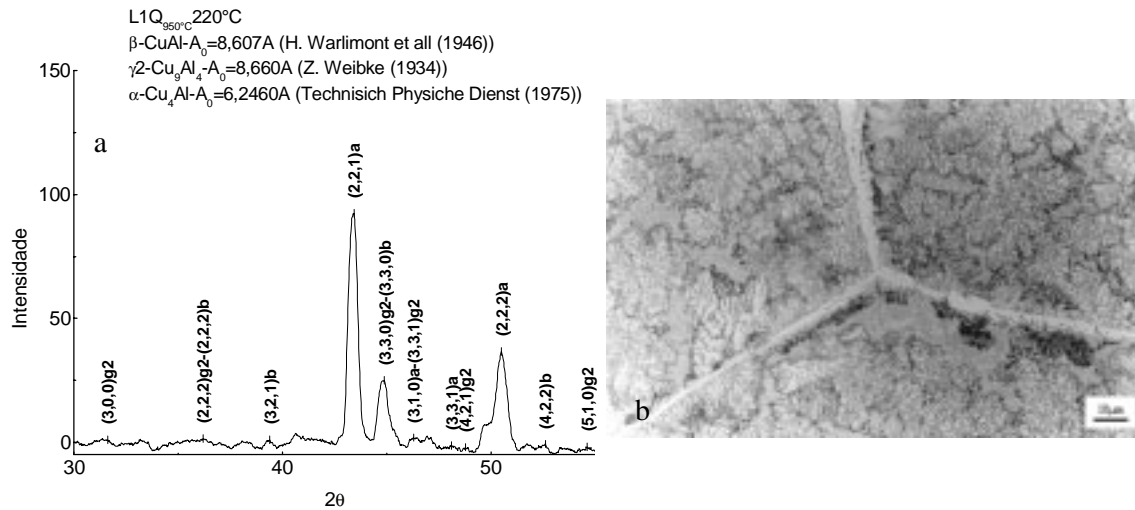 L1Q950°C220°C
β-CuAl-A0=8,607A (H. Warlimont et all (1946))
γ2-Cu9Al4-A0=8,660A (Z. Weibke (1934))
α-Cu4Al-A0=6,2460A (Technisich Physiche Dienst (1975))
a
150
100
50
0
Intensidade
(3,0,0)g2
(2,2,2)g2-(2,2,2)b
(3,2,1)b
(2,2,1)a
(3,3,0)g2-(3,3,0)b
(3,1,0)a-(3,3,1)g2
(3,3,1)a
(4,2,1)g2
(2,2,2)a
(4,2,2)b
(5,1,0)g2
30
40
50
2θ
b